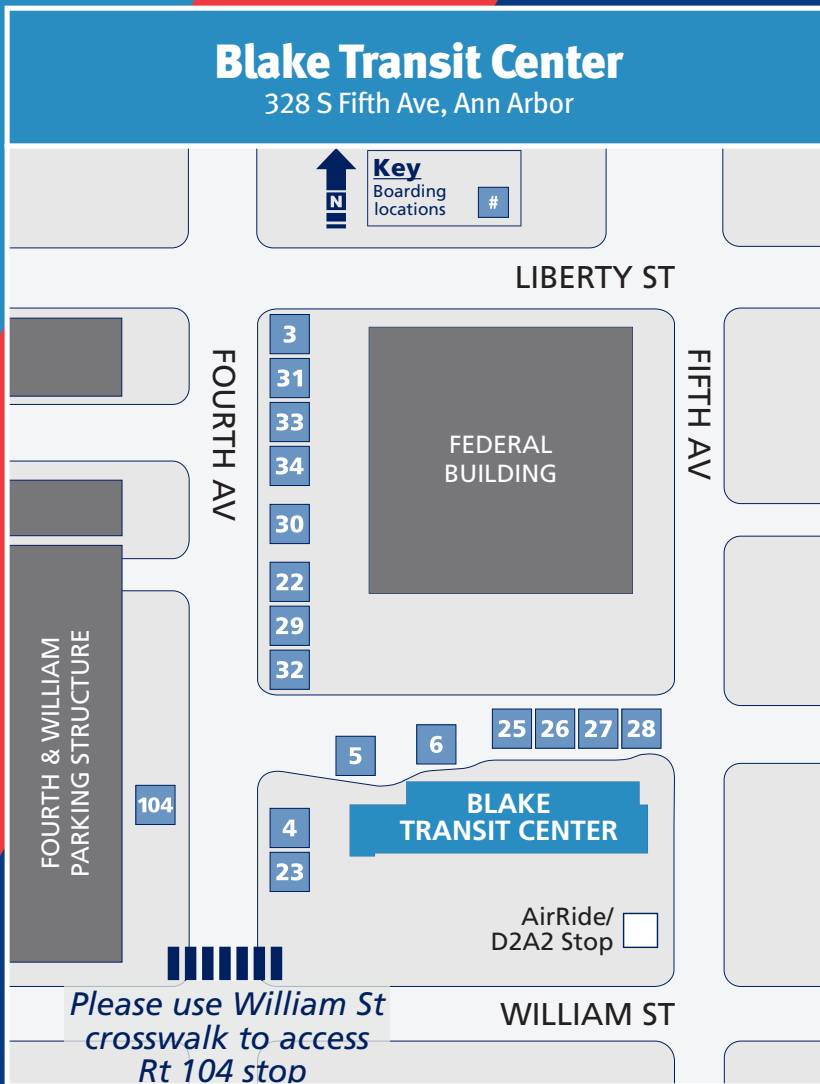 Blake Transit Center
328 S Fifth Ave, Ann Arbor
N
Key
Boarding
locations
#
LIBERTY ST
FOURTH AV
FIFTH AV
3
31
33
34
30
22
29
32
FEDERAL
BUILDING
FOURTH & WILLIAM
PARKING STRUCTURE
104
5
6
25 26 27 28
4
23
BLAKE
TRANSIT CENTER
AirRide/
D2A2 Stop
WILLIAM ST
Please use William St
crosswalk to access
Rt 104 stop